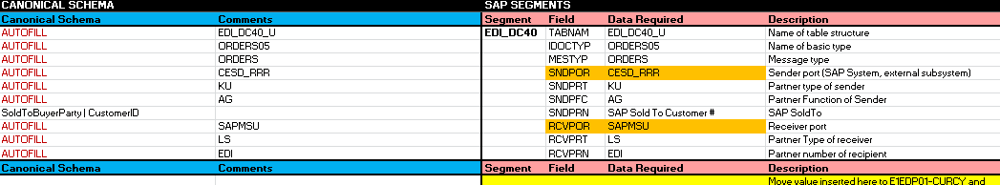 CANONICAL SCHEMA SAP SEGMENTS
Canonical Schema Comments Segment Field Data Required Description
AUTOFILL EDI_DC40_U EDI_DC40 TABNAM EDI_DC40_U Name of table structure
AUTOFILL ORDERS05 IDOCTYP ORDERS05 Name of basic type
AUTOFILL ORDERS MESTYP ORDERS Message type
AUTOFILL CESD_RRR SNDPOR CESD_RRR Sender port (SAP System, external subsystem)
AUTOFILL KU SNDPRT KU Partner type of sender
AUTOFILL AG SNDPFC AG Partner Function of Sender
SoldToBuyerParty | CustomerID SNDPRN SAP Sold To Customer # SAP SoldTo
AUTOFILL SAPMSU RCVPOR SAPMSU Receiver port
AUTOFILL LS RCVPRT LS Partner Type of receiver
AUTOFILL EDI RCVPRN EDI Partner number of recipient
Canonical Schema Comments Segment Field Data Required Description
Move value inserted here to E1EDP01-CURCY and